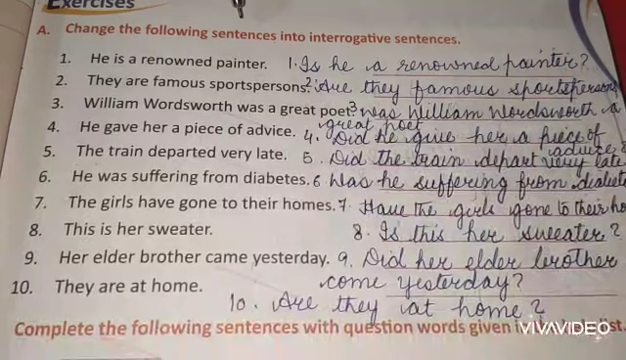 Exercises
A. Change the following sentences into interrogative sentences.
1. He is a renowned painter. 1. Is he a renowned painter?
2. They are famous sportspersons. 2. Are they famous sportspersons
3. William Wordsworth was a great poet. 3. Was William Wordsworth a
great poet
4. He gave her a piece of advice. 4. Did he give her a piece of
advice?
5. The train departed very late. 5. Did the train depart very late
6. He was suffering from diabetes. 6 Was he suffering from diabetes
7. The girls have gone to their homes. 7. Have the girls gone to their ho
8. This is her sweater. 8. Is this her sweater?
9. Her elder brother came yesterday. 9. Did her elder brother
come yesterday?
10. They are at home.
10. Are they at home?
Complete the following sentences with question words given in list.
VIVAVIDEO